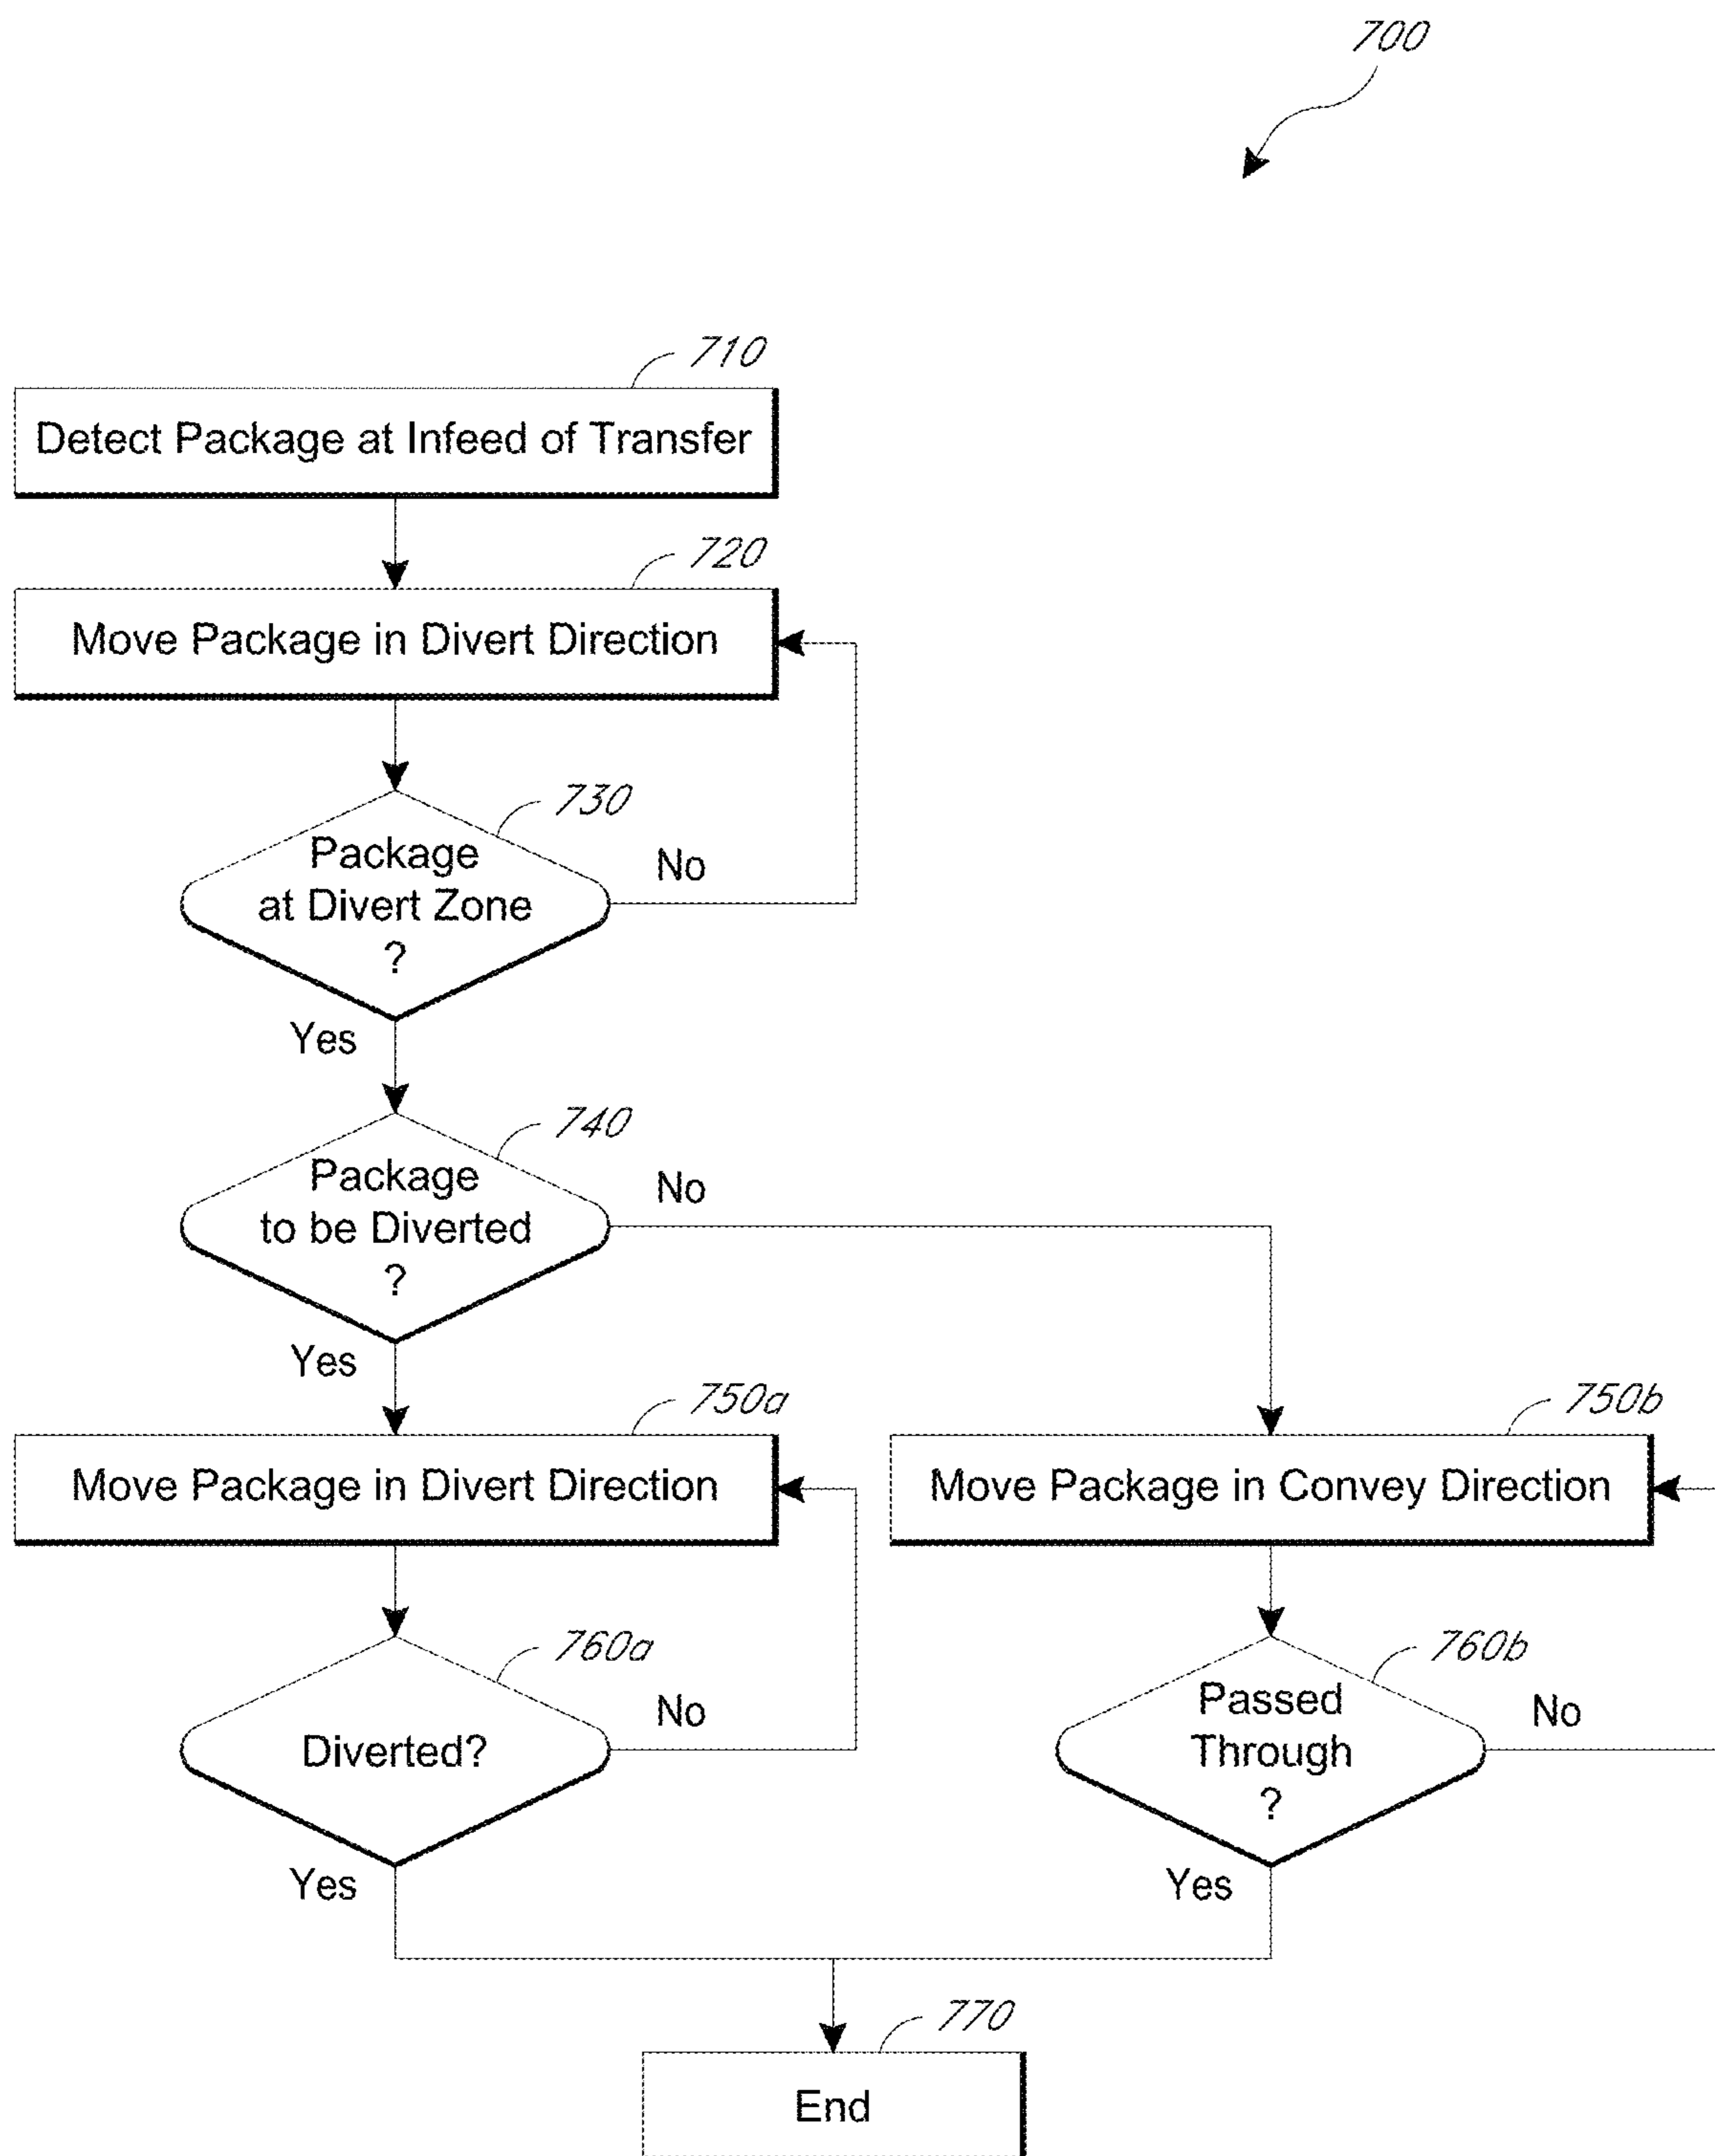 700
710
Detect Package at Infeed of Transfer
720
Move Package in Divert Direction
730
Package
at Divert Zone
?
No
Yes
740
Package
to be Diverted
?
No
Yes
750a
Move Package in Divert Direction
750b
Move Package in Convey Direction
760a
Diverted?
No
Yes
760b
Passed
Through
?
No
Yes
770
End